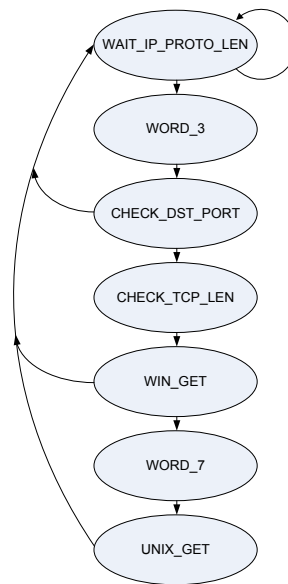 WAIT_IP_PROTO_LEN
WORD_3
CHECK_DST_PORT
CHECK_TCP_LEN
WIN_GET
WORD_7
UNIX_GET